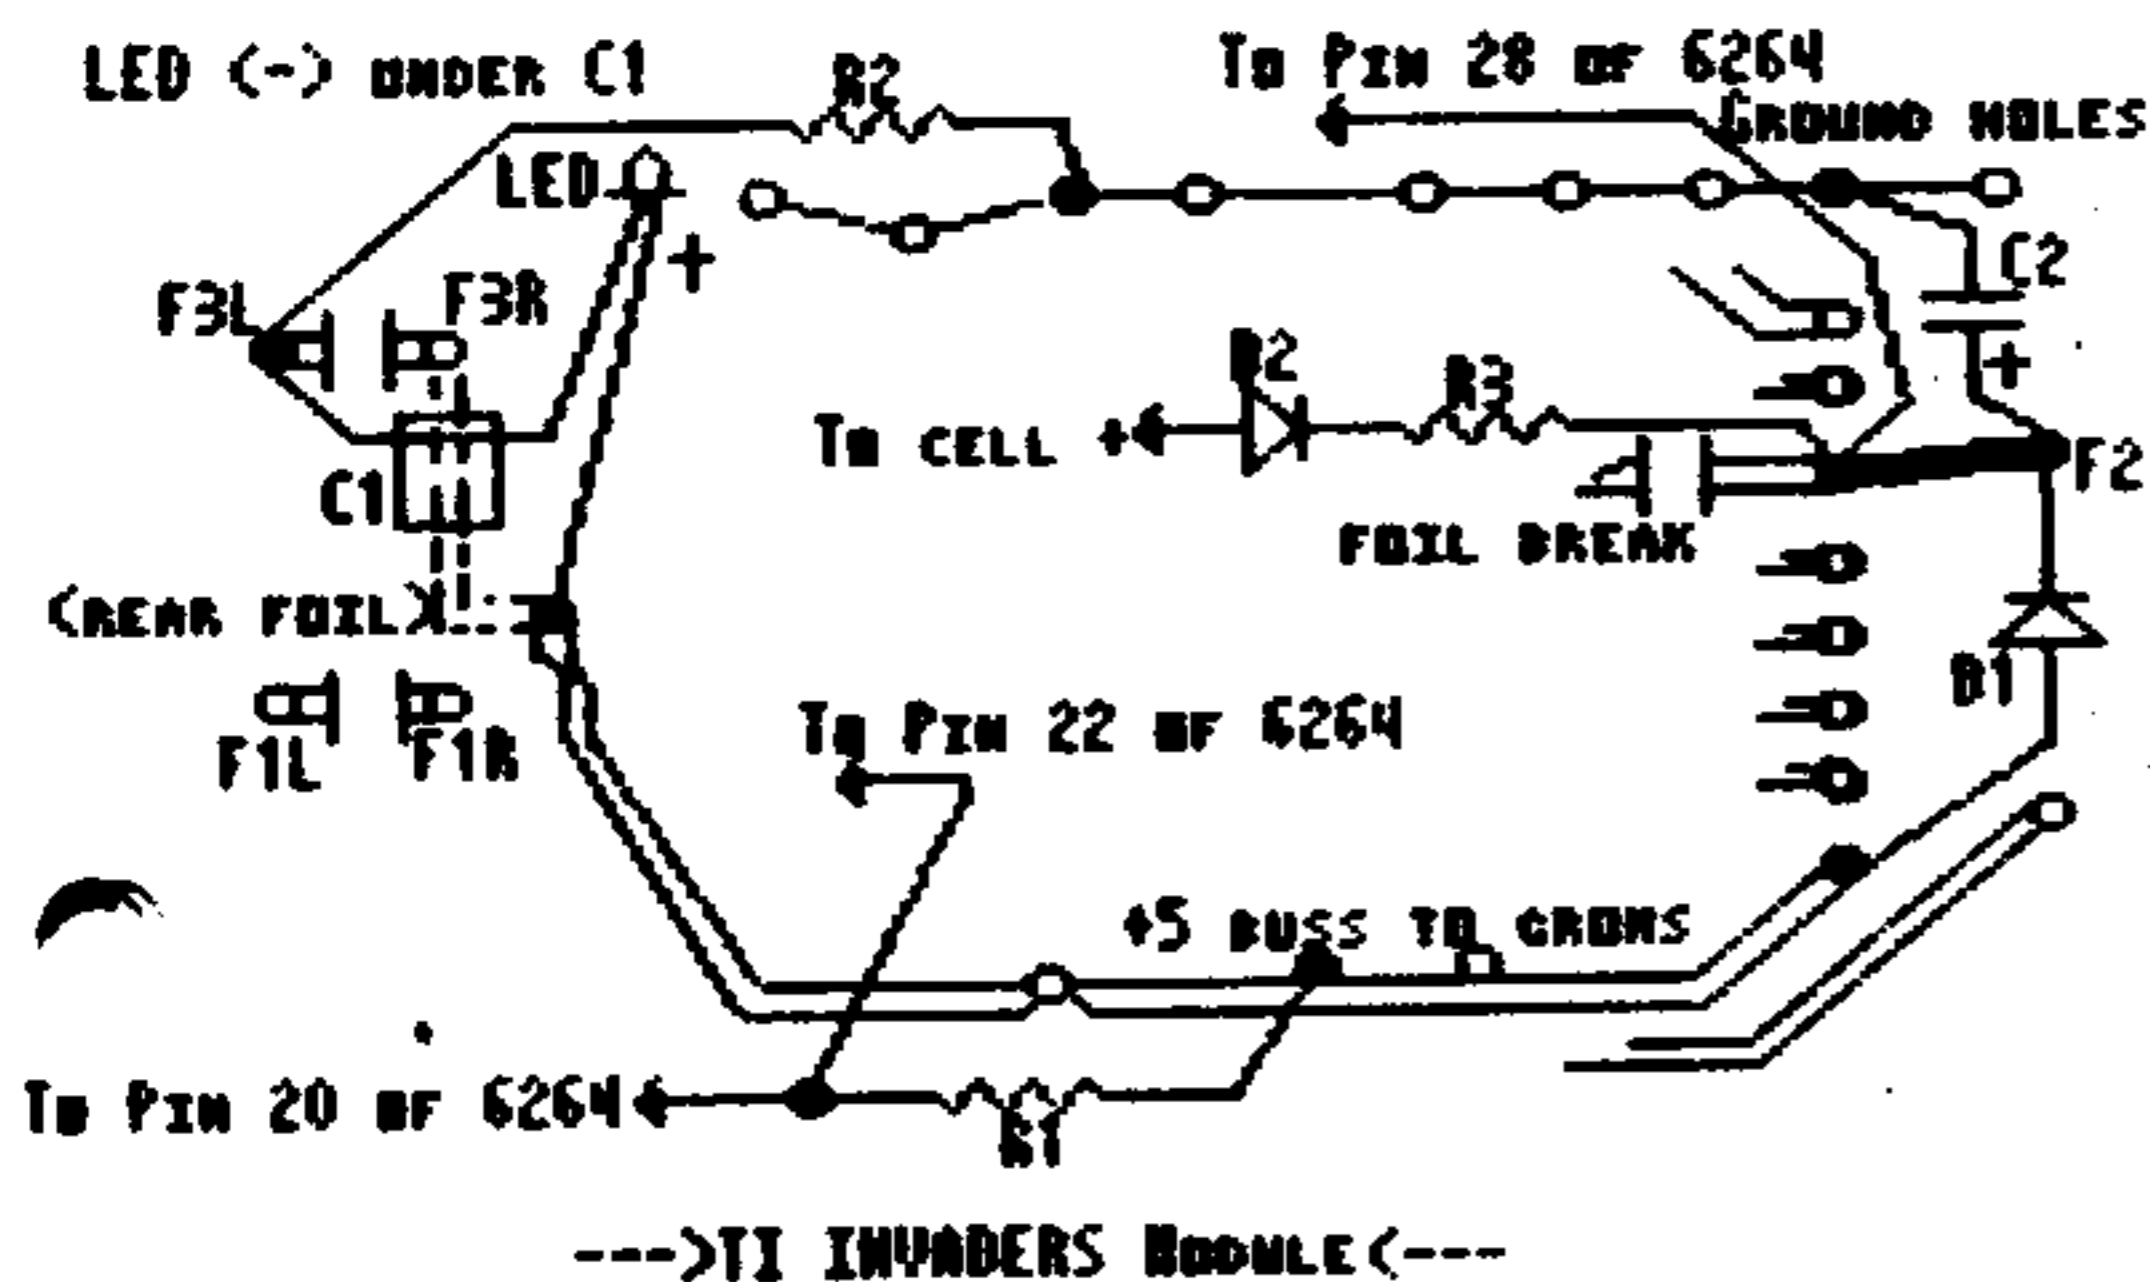 LED (-) UNDER C1
R2
To Pin 28 of 6264
Ground holes
LED
+
C2
F3L
F3R
+
D2
R3
To cell +
F2
C1
Foil break
(Rear foil)
D1
F1L
F1R
To Pin 22 of 6264
+5 buss to GROMs
To Pin 20 of 6264
R1
--->TI INVADERS Module<---